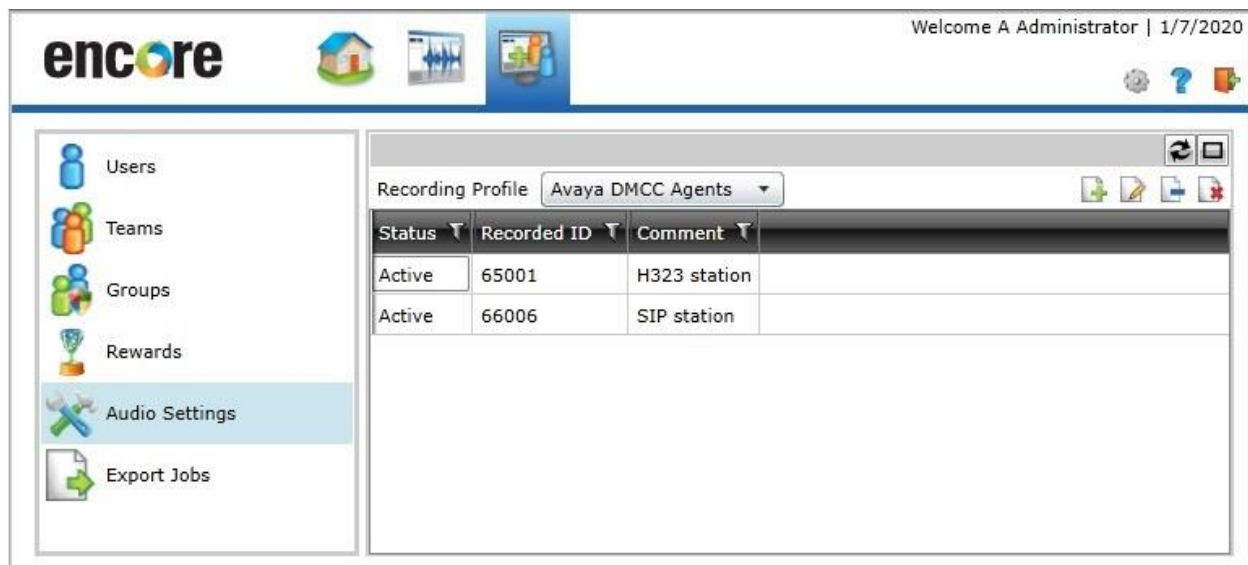 encore
Welcome A Administrator | 1/7/2020
Users
Teams
Groups
Rewards
Audio Settings
Export Jobs
Recording Profile Avaya DMCC Agents
Status Recorded ID Comment
Active 65001 H323 station
Active 66006 SIP station